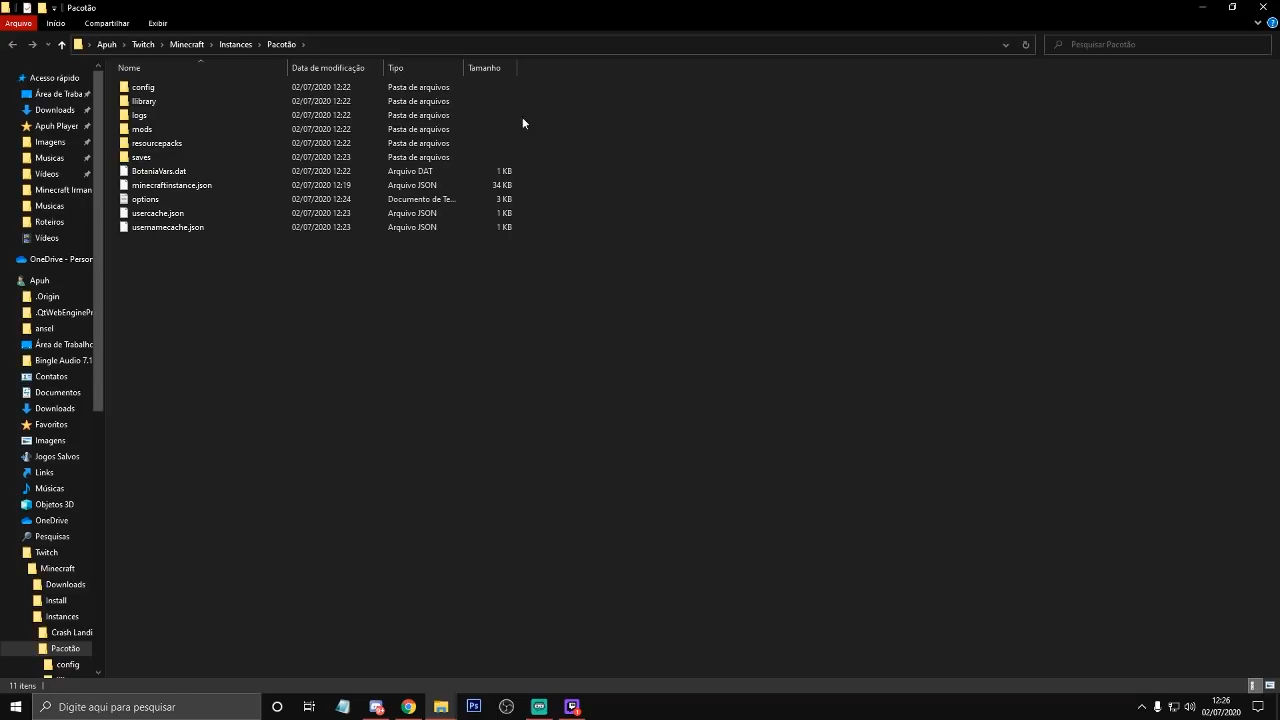 Pacotão
Arquivo Início Compartilhar Exibir
Apuh › Twitch › Minecraft › Instances › Pacotão ›
Pesquisar Pacotão
Nome Data de modificação Tipo Tamanho
config 02/07/2020 12:22 Pasta de arquivos
llibrary 02/07/2020 12:22 Pasta de arquivos
logs 02/07/2020 12:22 Pasta de arquivos
mods 02/07/2020 12:22 Pasta de arquivos
resourcepacks 02/07/2020 12:22 Pasta de arquivos
saves 02/07/2020 12:23 Pasta de arquivos
BotaniaVars.dat 02/07/2020 12:22 Arquivo DAT 1 KB
minecraftinstance.json 02/07/2020 12:19 Arquivo JSON 34 KB
options 02/07/2020 12:24 Documento de Te... 3 KB
usercache.json 02/07/2020 12:23 Arquivo JSON 1 KB
usernamecache.json 02/07/2020 12:23 Arquivo JSON 1 KB
Acesso rápido
Área de Traba
Downloads
Apuh Player
Imagens
Musicas
Vídeos
Minecraft Irman
Musicas
Roteiros
Vídeos
OneDrive - Person
Apuh
.Origin
.QtWebEnginePr
ansel
Área de Trabalho
Bingle Audio 7.1
Contatos
Documentos
Downloads
Favoritos
Imagens
Jogos Salvos
Links
Músicas
Objetos 3D
OneDrive
Pesquisas
Twitch
Minecraft
Downloads
Install
Instances
Crash Landi
Pacotão
config
11 itens
Digite aqui para pesquisar
Ps
12:26
02/07/2020